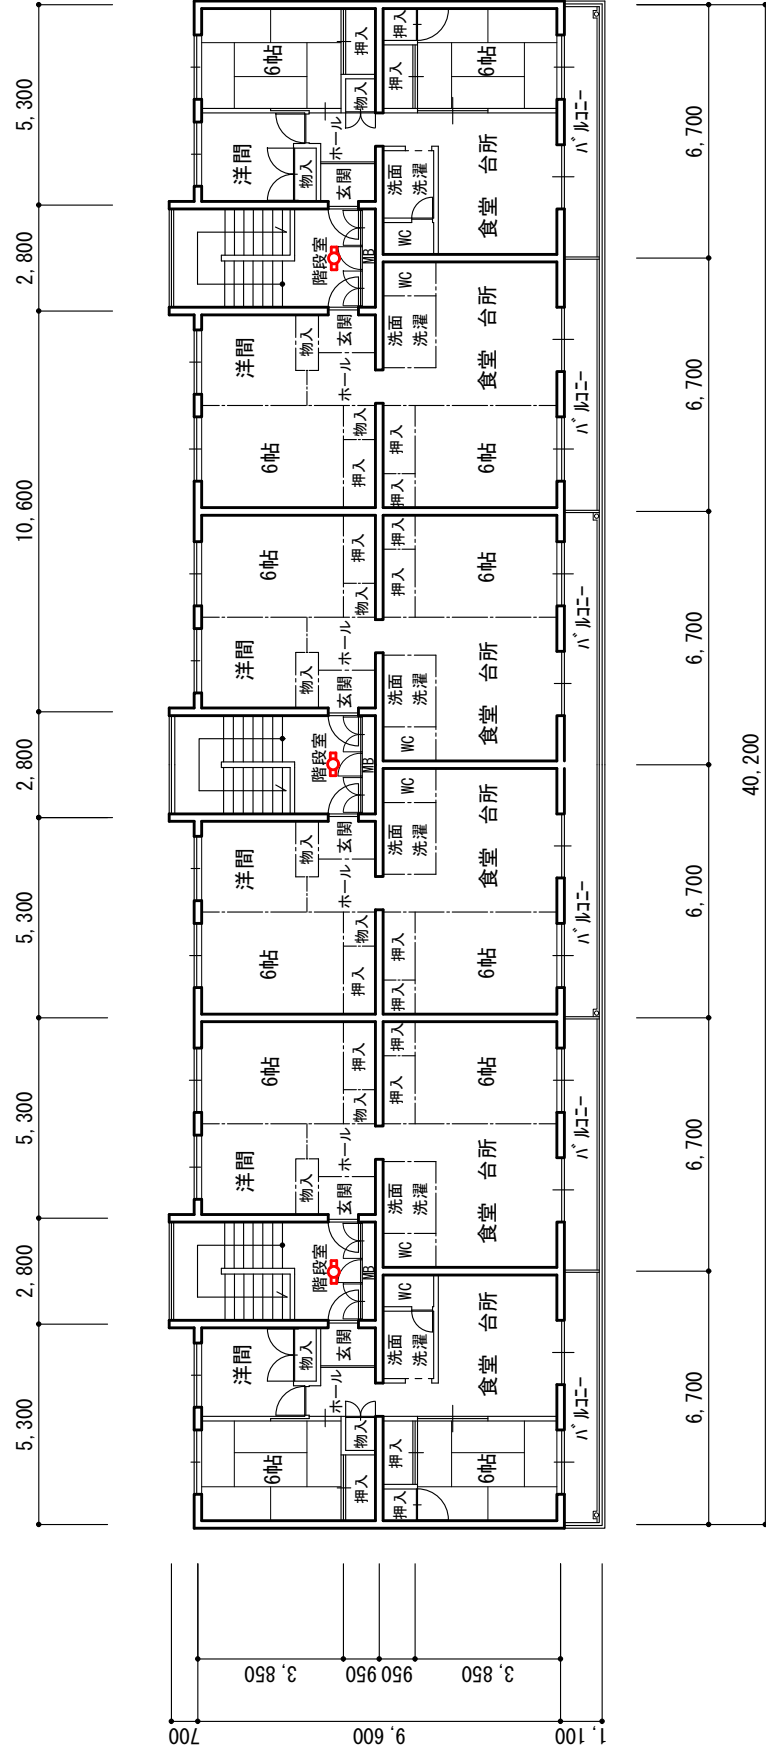 5,300
2,800
5,300
5,300
2,800
10,600
2,800
5,300
6帖
洋間
洋間
6帖
6帖
洋間
洋間
6帖
6帖
洋間
洋間
6帖
物入
物入
物入
物入
物入
物入
階段室
階段室
階段室
ホール
玄関
玄関
ホール
ホール
玄関
玄関
ホール
ホール
玄関
玄関
ホール
押入
物入
MB
物入
押入
押入
物入
MB
物入
押入
押入
物入
MB
物入
押入
押入
押入
洗面
洗濯
WC
WC
洗面
洗濯
押入
押入
押入
押入
洗面
洗濯
WC
WC
洗面
洗濯
押入
押入
押入
押入
洗面
洗濯
WC
WC
洗面
洗濯
押入
押入
6帖
食堂
台所
食堂
台所
6帖
6帖
食堂
台所
食堂
台所
6帖
6帖
食堂
台所
食堂
台所
6帖
バルコニー
バルコニー
バルコニー
バルコニー
バルコニー
バルコニー
6,700
6,700
6,700
6,700
6,700
6,700
40,200
3,850
950
950
3,850
700
9,600
1,100